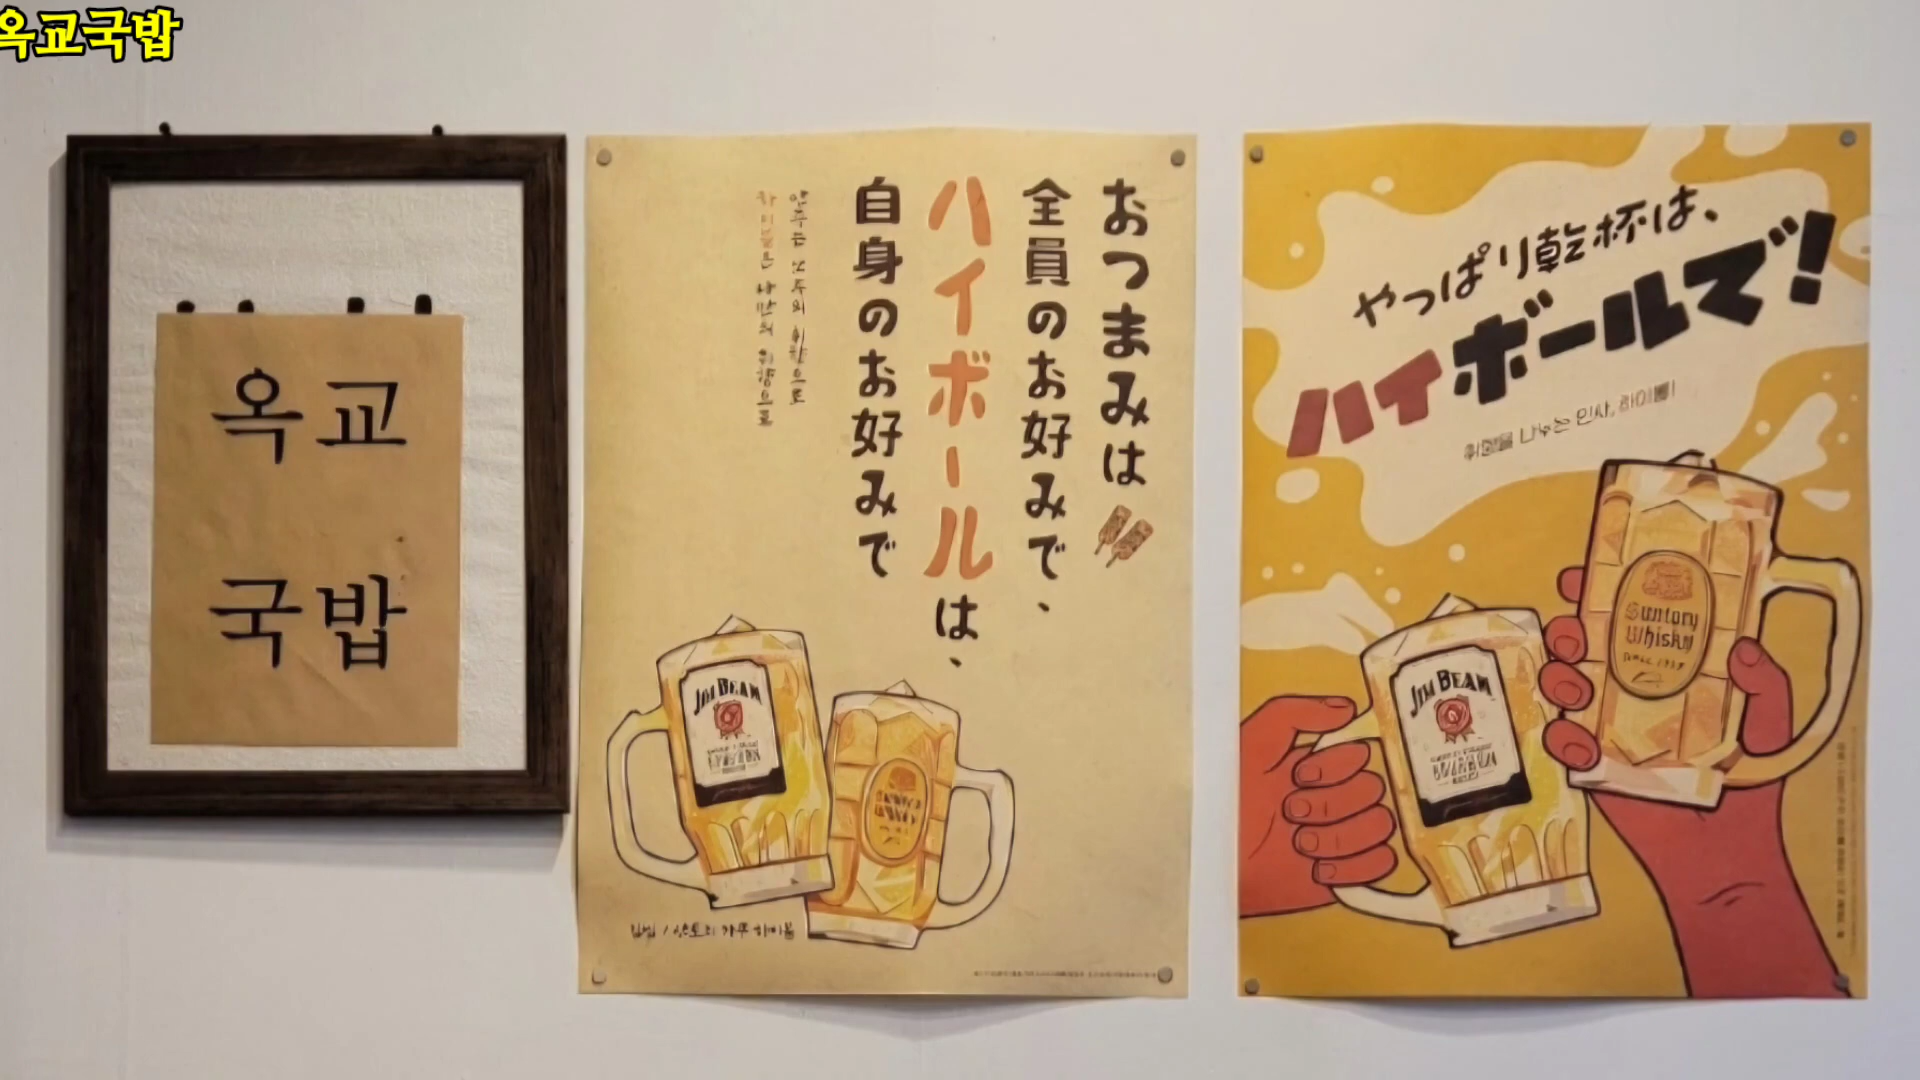 옥교국밥
옥교
국밥
おつまみは
全員のお好みで、
ハイボールは、
自身のお好みで
JIM BEAM
やっぱり乾杯は、
ハイボールで!
JIM BEAM
BOURBON
Suntory
Whisky